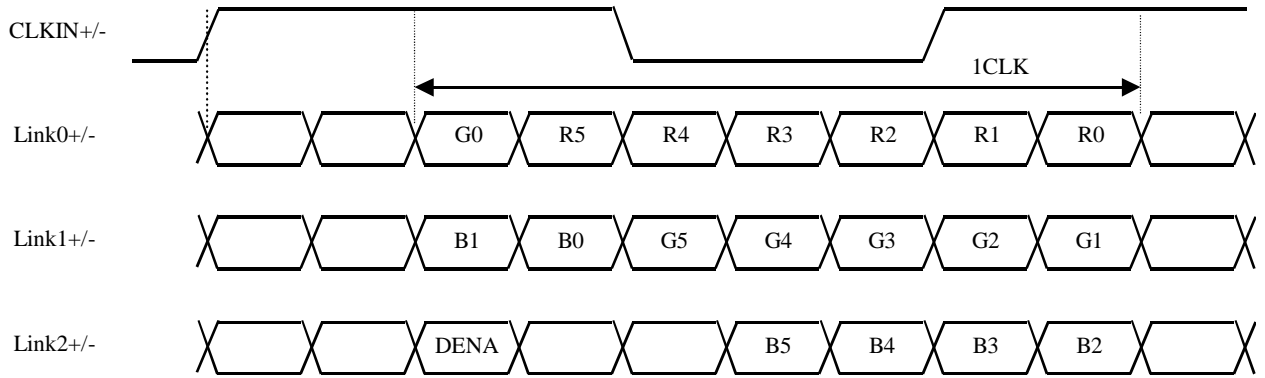 CLKIN+/-
1CLK
Link0+/- G0 R5 R4 R3 R2 R1 R0
Link1+/- B1 B0 G5 G4 G3 G2 G1
Link2+/- DENA B5 B4 B3 B2